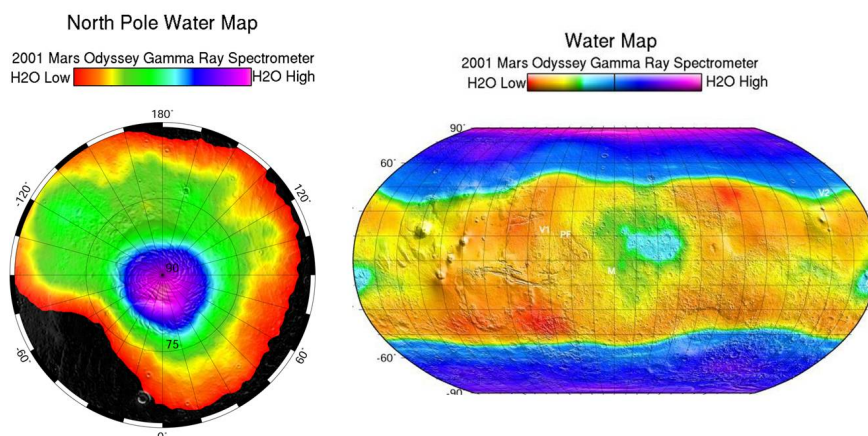 North Pole Water Map
2001 Mars Odyssey Gamma Ray Spectrometer
H2O Low H2O High
180°
-120°
120°
90
-60°
75
60°
0°
Water Map
2001 Mars Odyssey Gamma Ray Spectrometer
H2O Low H2O High
90°
60°
V2
V1
PF
M
-60°
-90